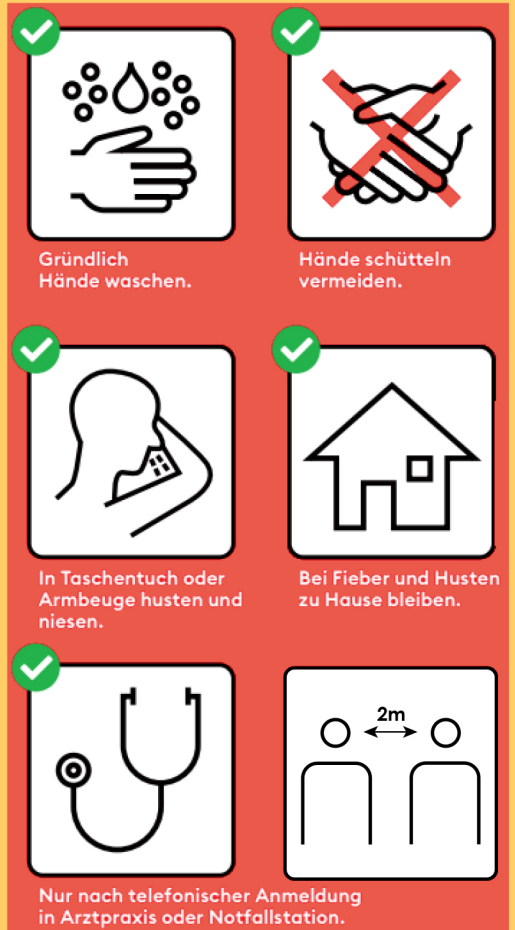 Gründlich
Hände waschen.
Hände schütteln
vermeiden.
In Taschentuch oder
Armbeuge husten und
niesen.
Bei Fieber und Husten
zu Hause bleiben.
2m
Nur nach telefonischer Anmeldung
in Arztpraxis oder Notfallstation.